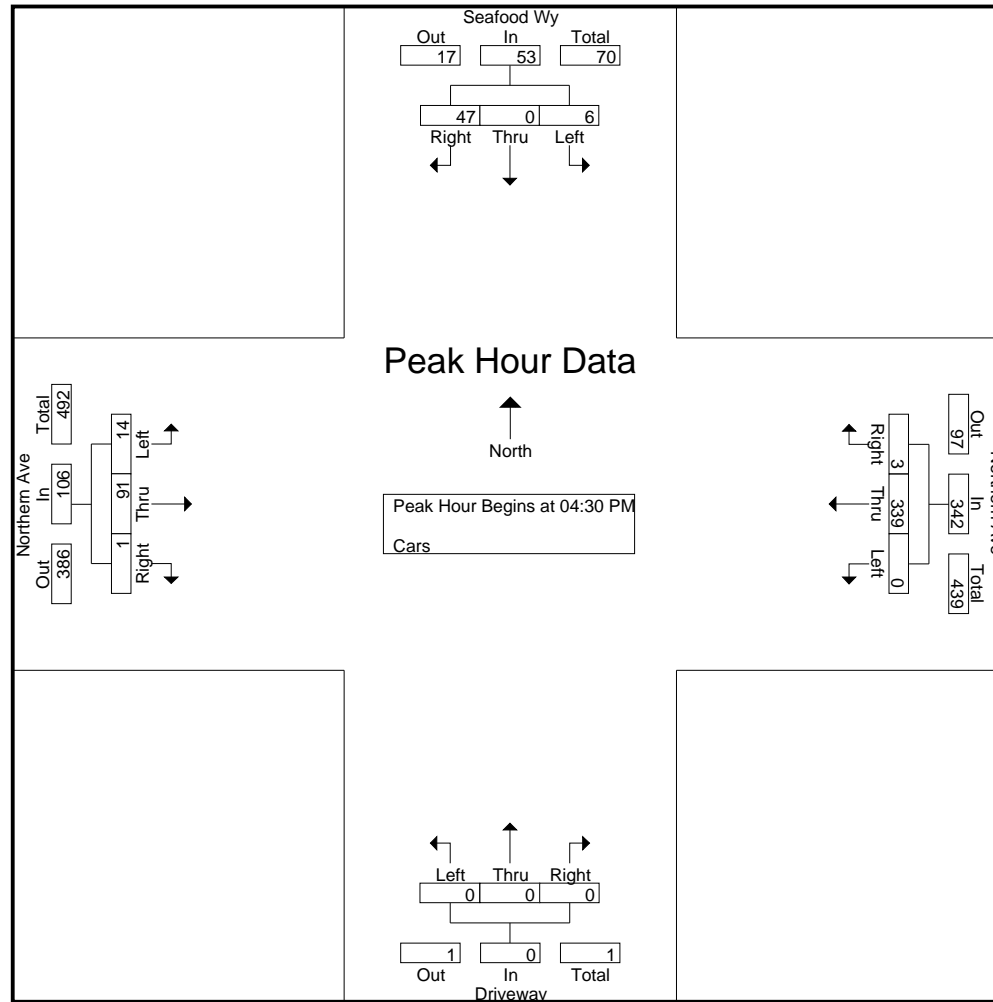 Seafood Wy
Out In Total
17 53 70
47 0 6
Right Thru Left
Peak Hour Data
North
Peak Hour Begins at 04:30 PM
Cars
Northern Ave
Total In Out
492 106 386
14 91 1
Left Thru Right
Right Thru Left
3 339 0
Out In Total
97 342 439
Left Thru Right
0 0 0
1 0 1
Out In Total
Driveway